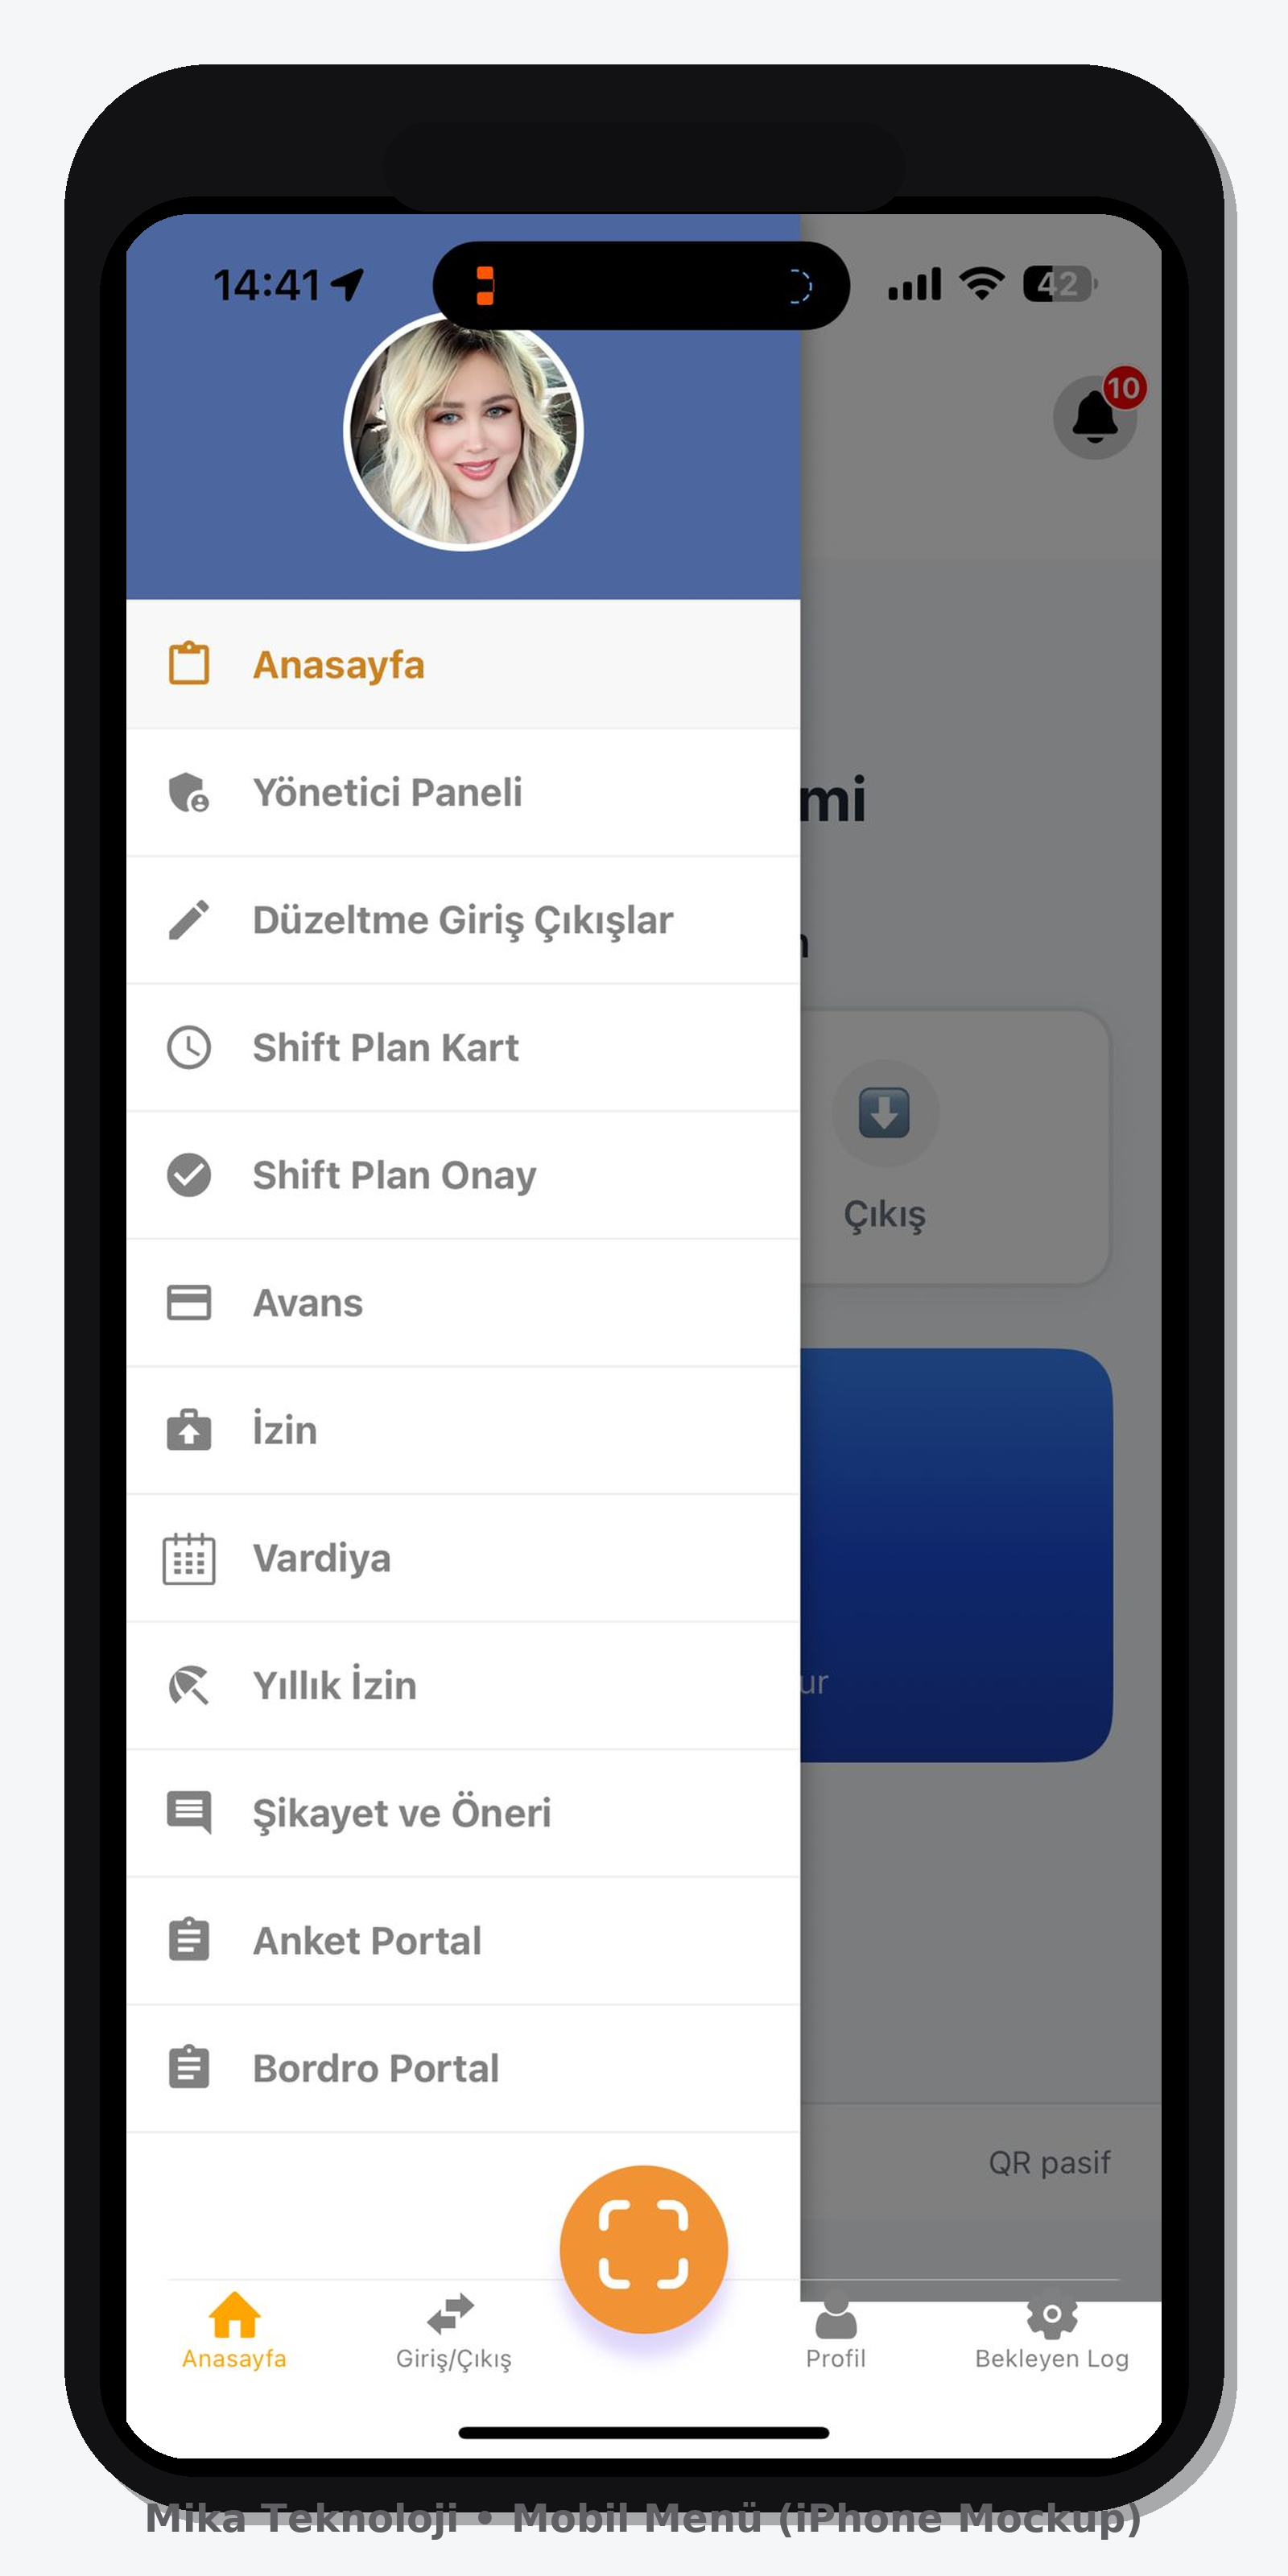 14:41
42
10
Anasayfa
Yönetici Paneli
mi
Düzeltme Giriş Çıkışlar
Shift Plan Kart
Shift Plan Onay
Çıkış
Avans
İzin
Vardiya
Yıllık İzin
ur
Şikayet ve Öneri
Anket Portal
Bordro Portal
QR pasif
Anasayfa
Giriş/Çıkış
Profil
Bekleyen Log
Mika Teknoloji • Mobil Menü (iPhone Mockup)